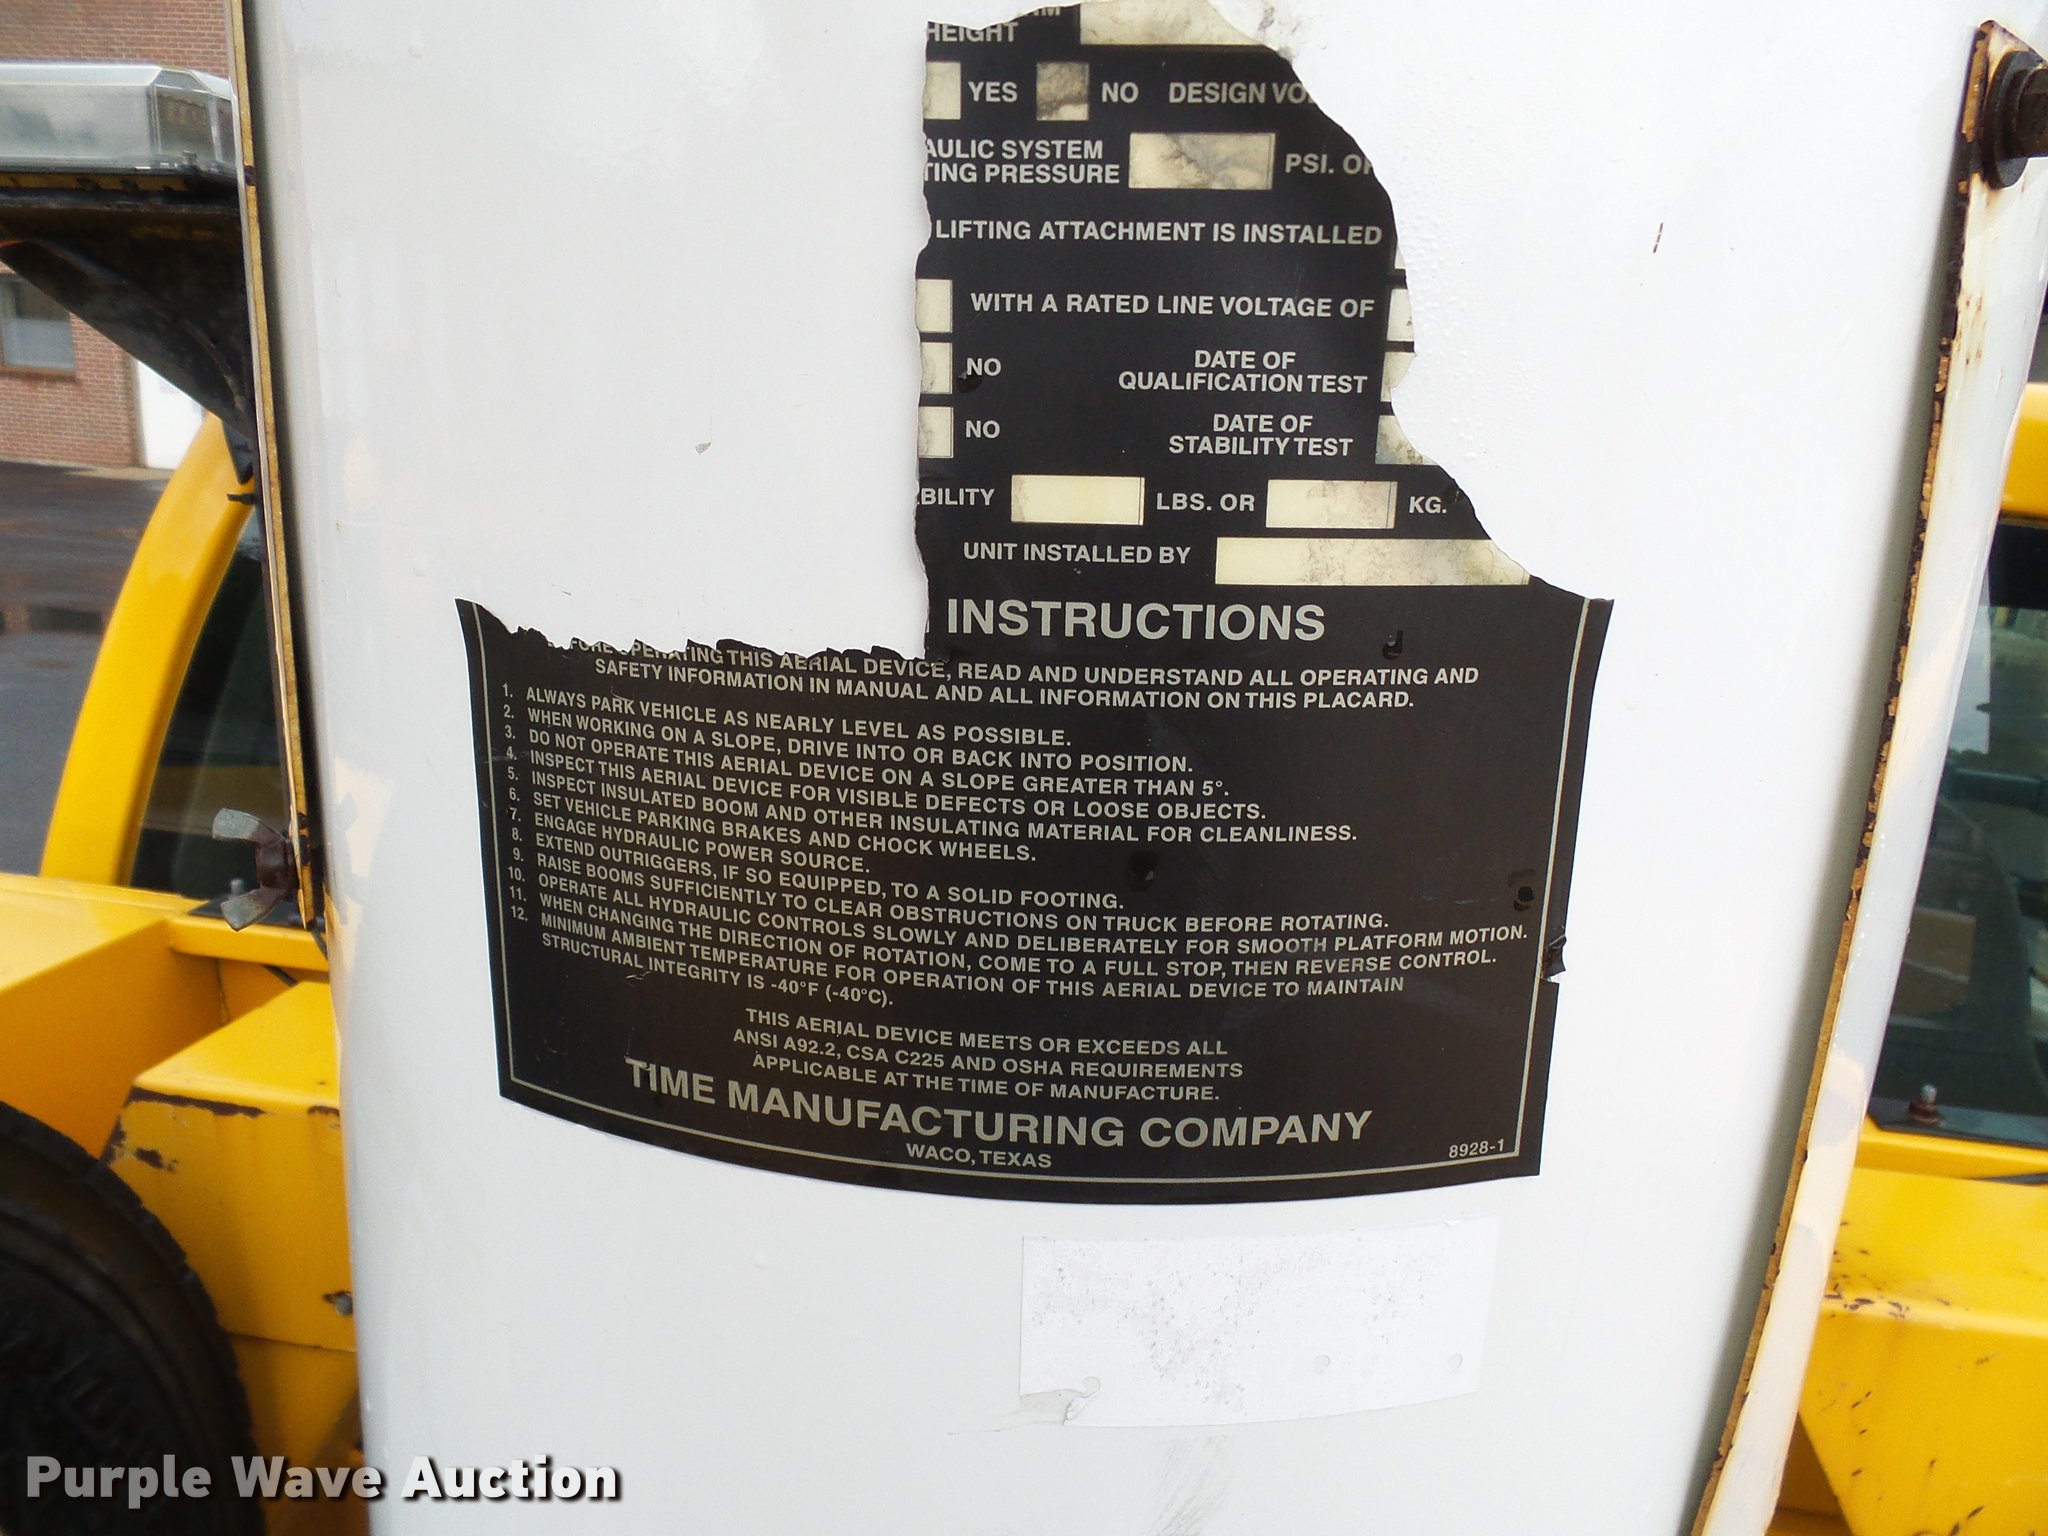 HEIGHT
YES NO DESIGN
AULIC SYSTEM
TING PRESSURE PSI. OR
LIFTING ATTACHMENT IS INSTALLED
WITH A RATED LINE VOLTAGE OF
NO DATE OF
QUALIFICATION TEST
NO DATE OF
STABILITY TEST
BILITY LBS. OR KG.
UNIT INSTALLED BY
INSTRUCTIONS
BEFORE OPERATING THIS AERIAL DEVICE, READ AND UNDERSTAND ALL OPERATING AND
SAFETY INFORMATION IN MANUAL AND ALL INFORMATION ON THIS PLACARD.
1. ALWAYS PARK VEHICLE AS NEARLY LEVEL AS POSSIBLE.
2. WHEN WORKING ON A SLOPE, DRIVE INTO OR BACK INTO POSITION.
3. DO NOT OPERATE THIS AERIAL DEVICE ON A SLOPE GREATER THAN 5°.
4. INSPECT THIS AERIAL DEVICE FOR VISIBLE DEFECTS OR LOOSE OBJECTS.
5. INSPECT INSULATED BOOM AND OTHER INSULATING MATERIAL FOR CLEANLINESS.
6. SET VEHICLE PARKING BRAKES AND CHOCK WHEELS.
7. ENGAGE HYDRAULIC POWER SOURCE.
8. EXTEND OUTRIGGERS, IF SO EQUIPPED, TO A SOLID FOOTING.
9. RAISE BOOMS SUFFICIENTLY TO CLEAR OBSTRUCTIONS ON TRUCK BEFORE ROTATING.
10. OPERATE ALL HYDRAULIC CONTROLS SLOWLY AND DELIBERATELY FOR SMOOTH PLATFORM MOTION.
11. WHEN CHANGING THE DIRECTION OF ROTATION, COME TO A FULL STOP, THEN REVERSE CONTROL.
12. MINIMUM AMBIENT TEMPERATURE FOR OPERATION OF THIS AERIAL DEVICE TO MAINTAIN
STRUCTURAL INTEGRITY IS -40°F (-40°C).
THIS AERIAL DEVICE MEETS OR EXCEEDS ALL
ANSI A92.2, CSA C225 AND OSHA REQUIREMENTS
APPLICABLE AT THE TIME OF MANUFACTURE.
TIME MANUFACTURING COMPANY
WACO, TEXAS
8928-1
Purple Wave Auction